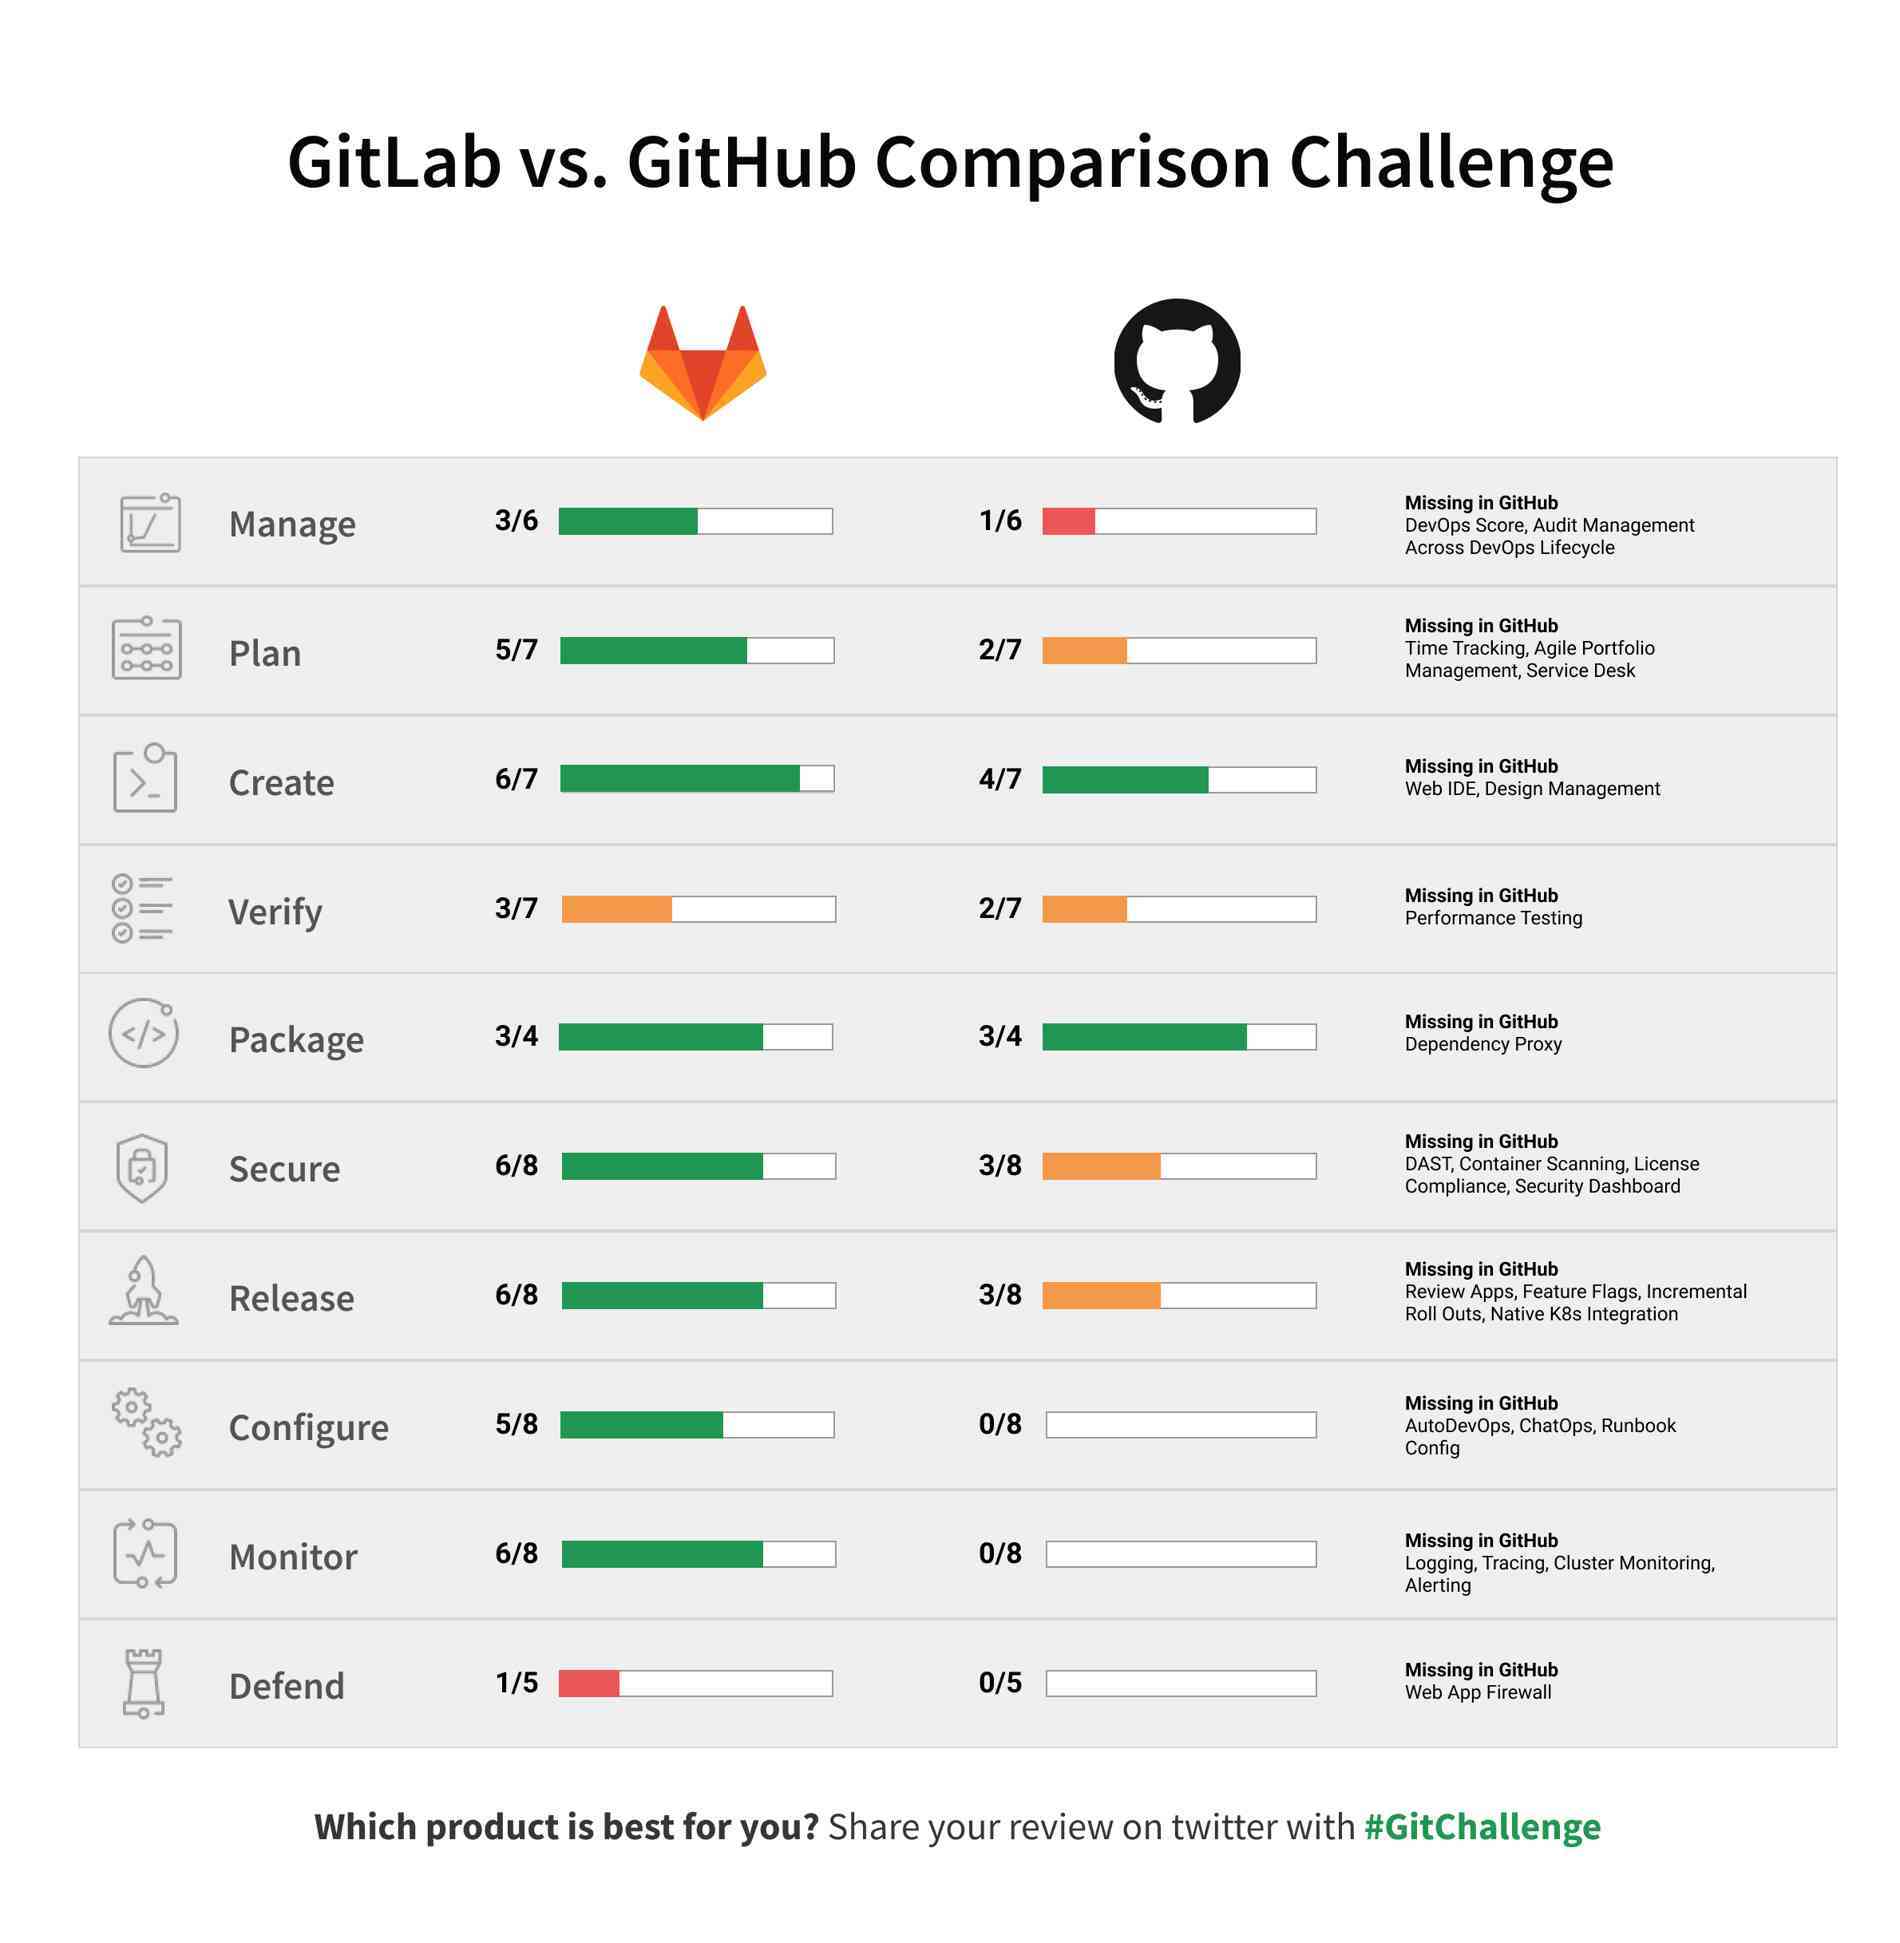 GitLab vs. GitHub Comparison Challenge
Manage
3/6
1/6
Missing in GitHub
DevOps Score, Audit Management
Across DevOps Lifecycle
Plan
5/7
2/7
Missing in GitHub
Time Tracking, Agile Portfolio
Management, Service Desk
Create
6/7
4/7
Missing in GitHub
Web IDE, Design Management
Verify
3/7
2/7
Missing in GitHub
Performance Testing
Package
3/4
3/4
Missing in GitHub
Dependency Proxy
Secure
6/8
3/8
Missing in GitHub
DAST, Container Scanning, License
Compliance, Security Dashboard
Release
6/8
3/8
Missing in GitHub
Review Apps, Feature Flags, Incremental
Roll Outs, Native K8s Integration
Configure
5/8
0/8
Missing in GitHub
AutoDevOps, ChatOps, Runbook
Config
Monitor
6/8
0/8
Missing in GitHub
Logging, Tracing, Cluster Monitoring,
Alerting
Defend
1/5
0/5
Missing in GitHub
Web App Firewall
Which product is best for you? Share your review on twitter with #GitChallenge